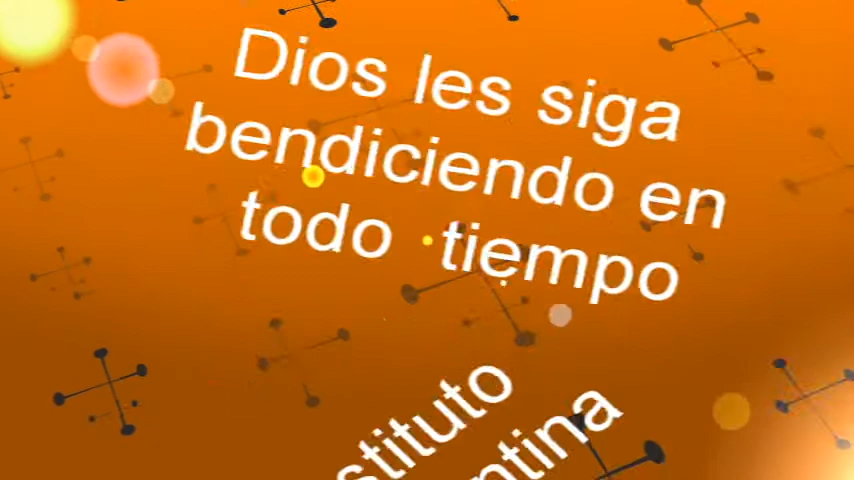 Dios les siga
bendiciendo en
todo tiempo
stituto
ntina